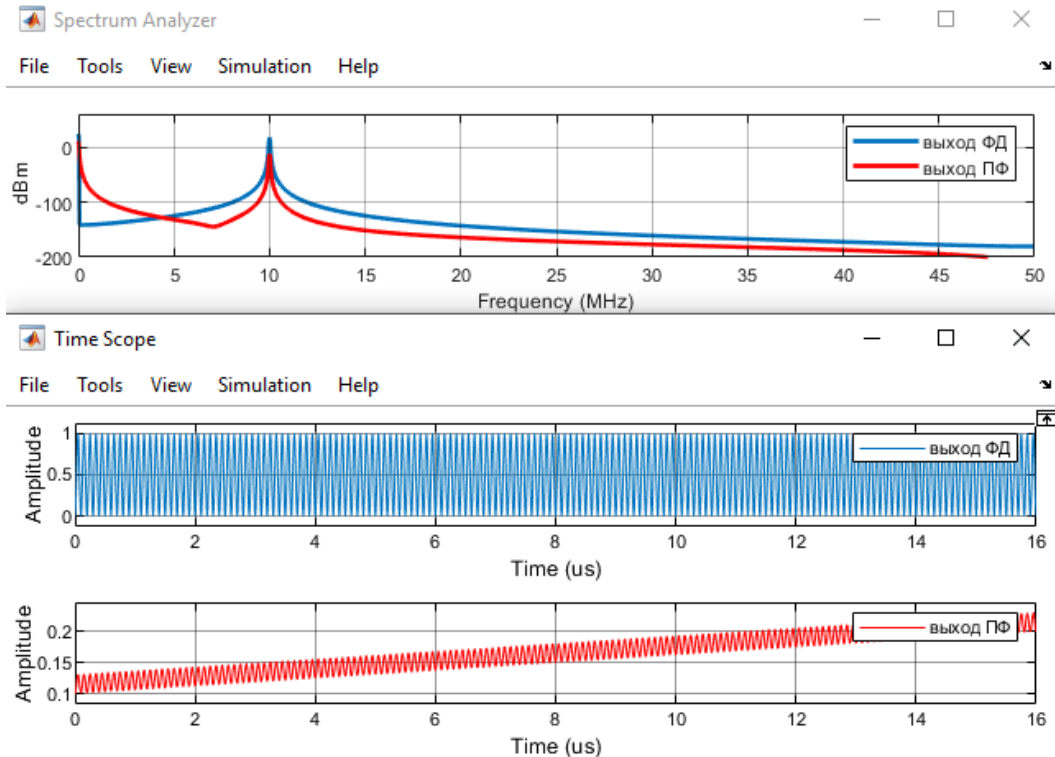 Spectrum Analyzer
File Tools View Simulation Help
0
-100
-200
dBm
выход ФД
выход ПФ
0 5 10 15 20 25 30 35 40 45 50
Frequency (MHz)
Time Scope
File Tools View Simulation Help
1
0.5
0
Amplitude
выход ФД
0 2 4 6 8 10 12 14 16
Time (us)
0.2
0.15
0.1
Amplitude
выход ПФ
0 2 4 6 8 10 12 14 16
Time (us)